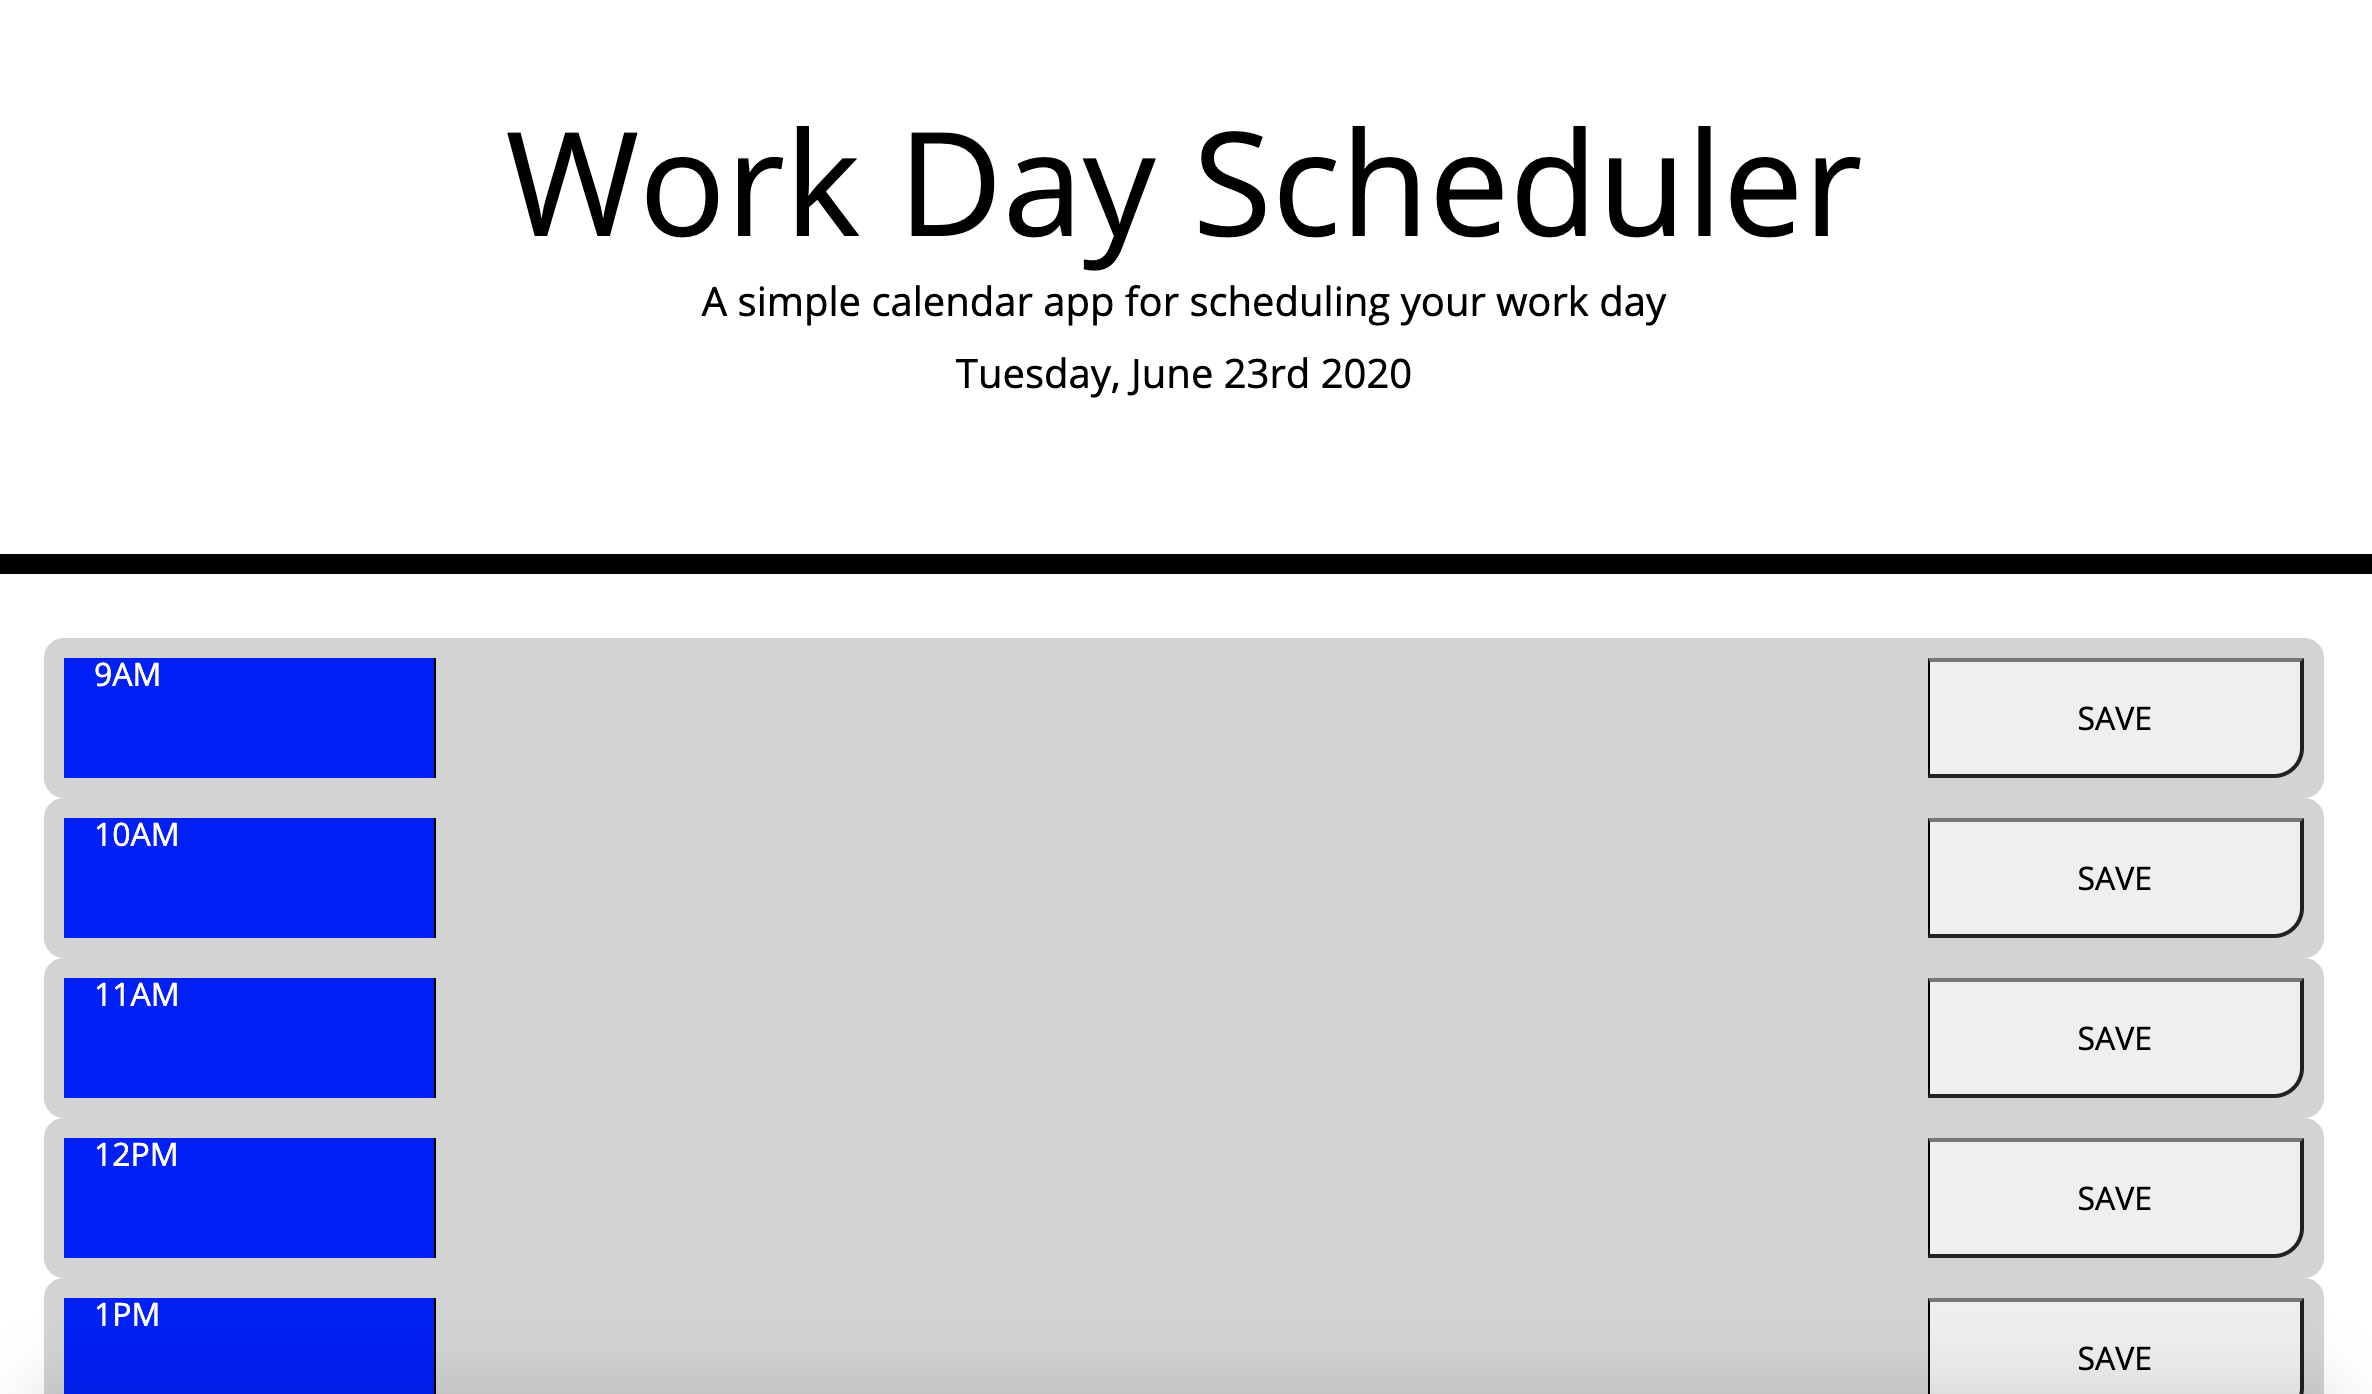 Work Day Scheduler
A simple calendar app for scheduling your work day
Tuesday, June 23rd 2020
9AM
SAVE
10AM
SAVE
11AM
SAVE
12PM
SAVE
1PM
SAVE